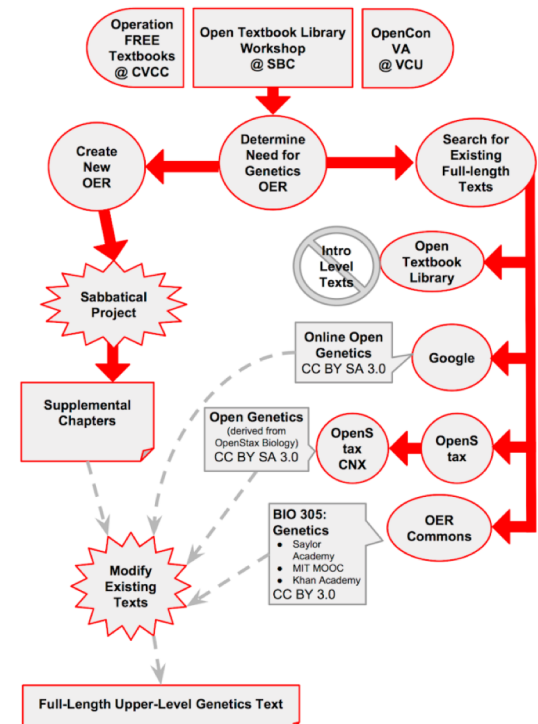 Operation
FREE
Textbooks
@ CVCC
Open Textbook Library
Workshop
@ SBC
OpenCon
VA
@ VCU
Create
New
OER
Determine
Need for
Genetics
OER
Search for
Existing
Full-length
Texts
Intro
Level
Texts
Open
Textbook
Library
Sabbatical
Project
Online Open
Genetics
CC BY SA 3.0
Google
Supplemental
Chapters
Open Genetics
(derived from
OpenStax Biology)
CC BY SA 3.0
OpenS
tax
CNX
OpenS
tax
BIO 305:
Genetics
● Saylor
Academy
● MIT MOOC
● Khan Academy
CC BY 3.0
OER
Commons
Modify
Existing
Texts
Full-Length Upper-Level Genetics Text